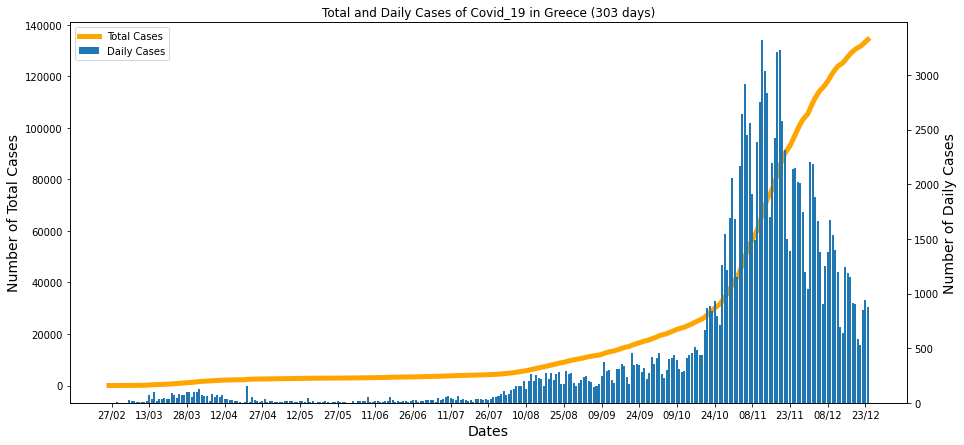 Total and Daily Cases of Covid_19 in Greece (303 days)
Total Cases
Daily Cases
Number of Total Cases
140000
120000
100000
80000
60000
40000
20000
0
Number of Daily Cases
3000
2500
2000
1500
1000
500
0
27/02 13/03 28/03 12/04 27/04 12/05 27/05 11/06 26/06 11/07 26/07 10/08 25/08 09/09 24/09 09/10 24/10 08/11 23/11 08/12 23/12
Dates